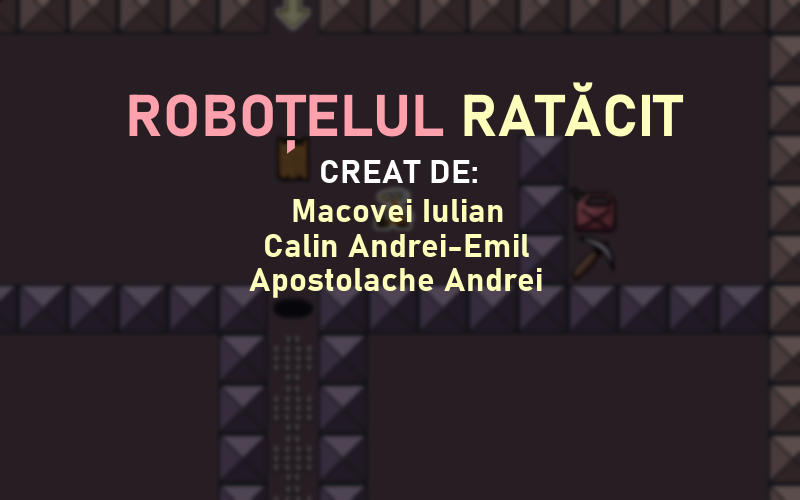 ROBOȚELUL RATĂCIT
CREAT DE:
Macovei Iulian
Calin Andrei-Emil
Apostolache Andrei